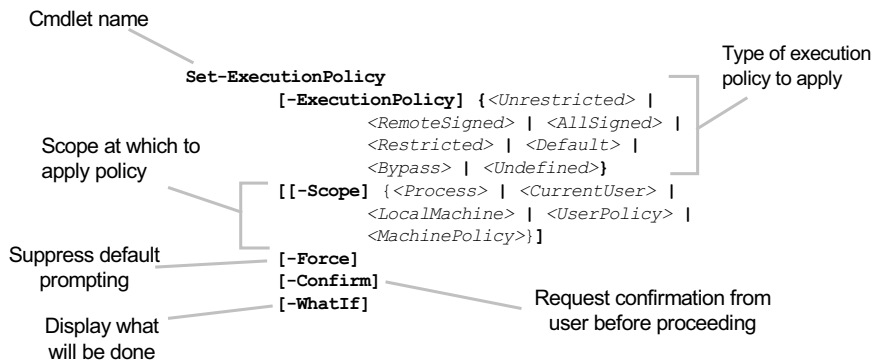 Cmdlet name
Set-ExecutionPolicy
Type of execution
policy to apply
[-ExecutionPolicy] {<Unrestricted> |
<RemoteSigned> | <AllSigned> |
<Restricted> | <Default> |
<Bypass> | <Undefined>}
Scope at which to
apply policy
[[-Scope] {<Process> | <CurrentUser> |
<LocalMachine> | <UserPolicy> |
<MachinePolicy>}]
Suppress default
prompting
[-Force]
[-Confirm]
[-WhatIf]
Request confirmation from
user before proceeding
Display what
will be done